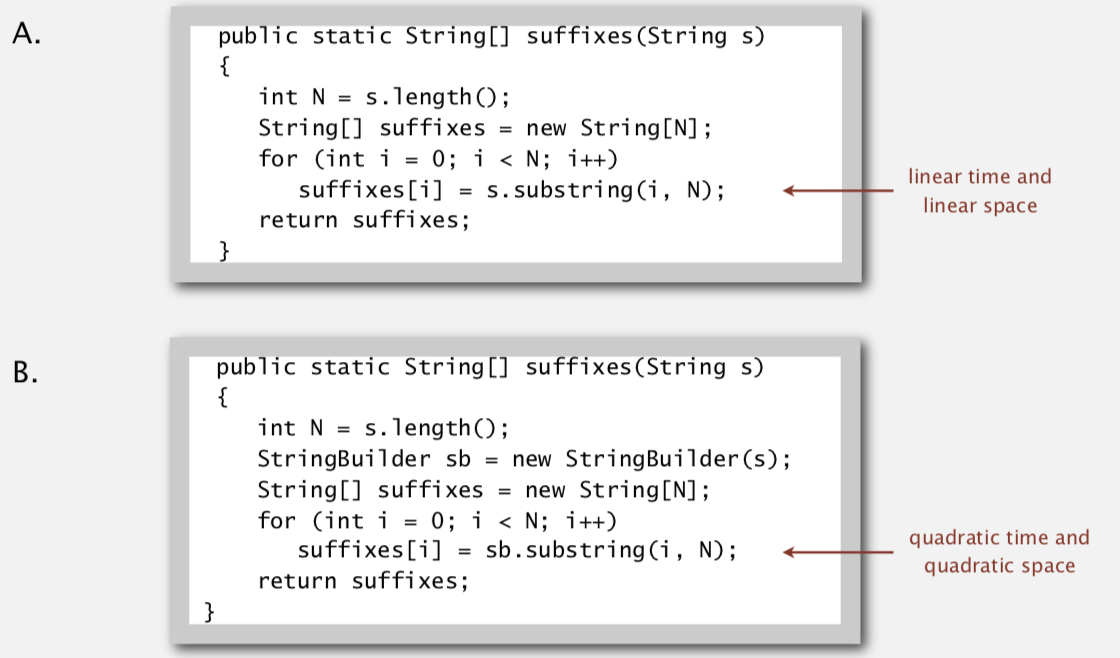 A.
public static String[] suffixes(String s)
{
int N = s.length();
String[] suffixes = new String[N];
for (int i = 0; i < N; i++)
suffixes[i] = s.substring(i, N);
return suffixes;
}
linear time and
linear space
B.
public static String[] suffixes(String s)
{
int N = s.length();
StringBuilder sb = new StringBuilder(s);
String[] suffixes = new String[N];
for (int i = 0; i < N; i++)
suffixes[i] = sb.substring(i, N);
return suffixes;
}
quadratic time and
quadratic space